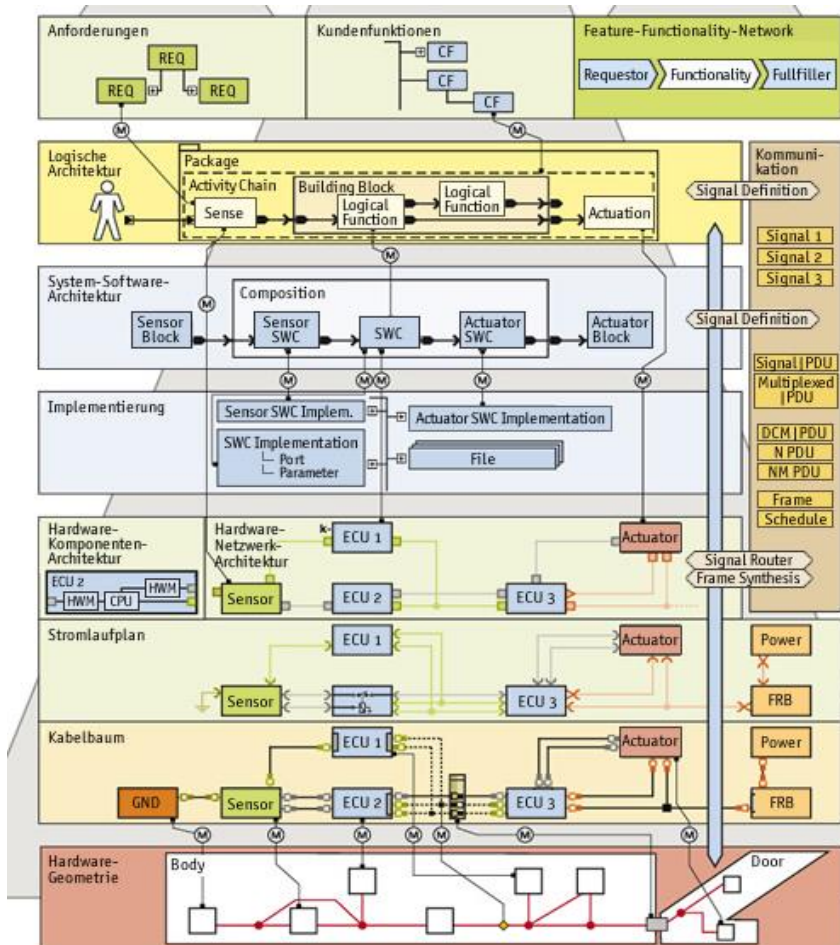 Anforderungen
REQ
REQ
REQ
Kundenfunktionen
CF
CF
CF
Feature-Functionality-Network
Requestor
Functionality
Fullfiller
M
M
Logische
Architektur
Package
Activity Chain
Sense
Building Block
Logical
Function
Logical
Function
Actuation
Kommuni-
kation
Signal Definition
Signal 1
Signal 2
Signal 3
M
M
System-Software-
Architektur
Composition
Sensor
Block
Sensor
SWC
SWC
Actuator
SWC
Actuator
Block
Signal Definition
M
M
M
M
M
Signal|PDU
Multiplexed
|PDU
DCM|PDU
N PDU
NM PDU
Frame
Schedule
Implementierung
Sensor SWC Implem.
Actuator SWC Implementation
SWC Implementation
Port
Parameter
File
Hardware-
Komponenten-
Architektur
ECU 2
HWM
CPU
HWM
Hardware-
Netzwerk-
Architektur
k-
ECU 1
Actuator
Sensor
ECU 2
ECU 3
Signal Router
Frame Synthesis
Stromlaufplan
ECU 1
Actuator
Power
Sensor
ECU 3
FRB
Kabelbaum
ECU 1
Actuator
Power
GND
Sensor
ECU 2
ECU 3
FRB
M
M
M
M
M
M
M
Hardware-
Geometrie
Body
Door